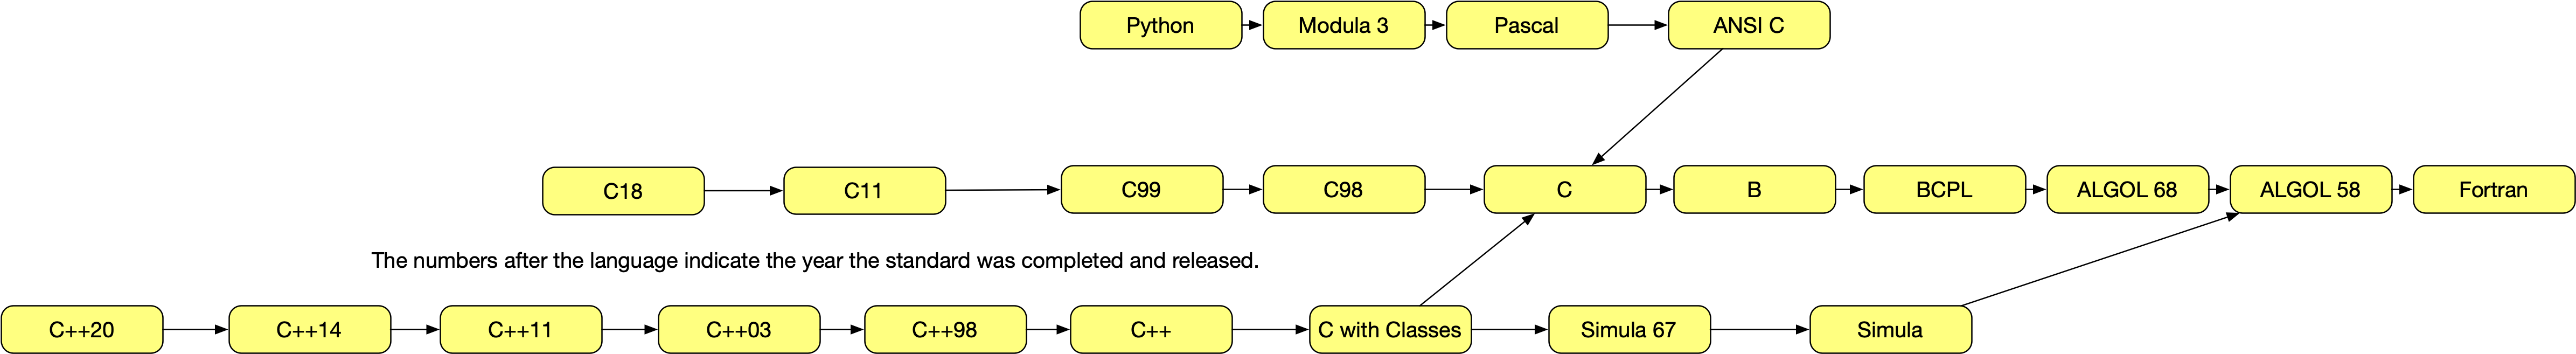 Python
Modula 3
Pascal
ANSI C
C18
C11
C99
C98
C
B
BCPL
ALGOL 68
ALGOL 58
Fortran
The numbers after the language indicate the year the standard was completed and released.
C++20
C++14
C++11
C++03
C++98
C++
C with Classes
Simula 67
Simula